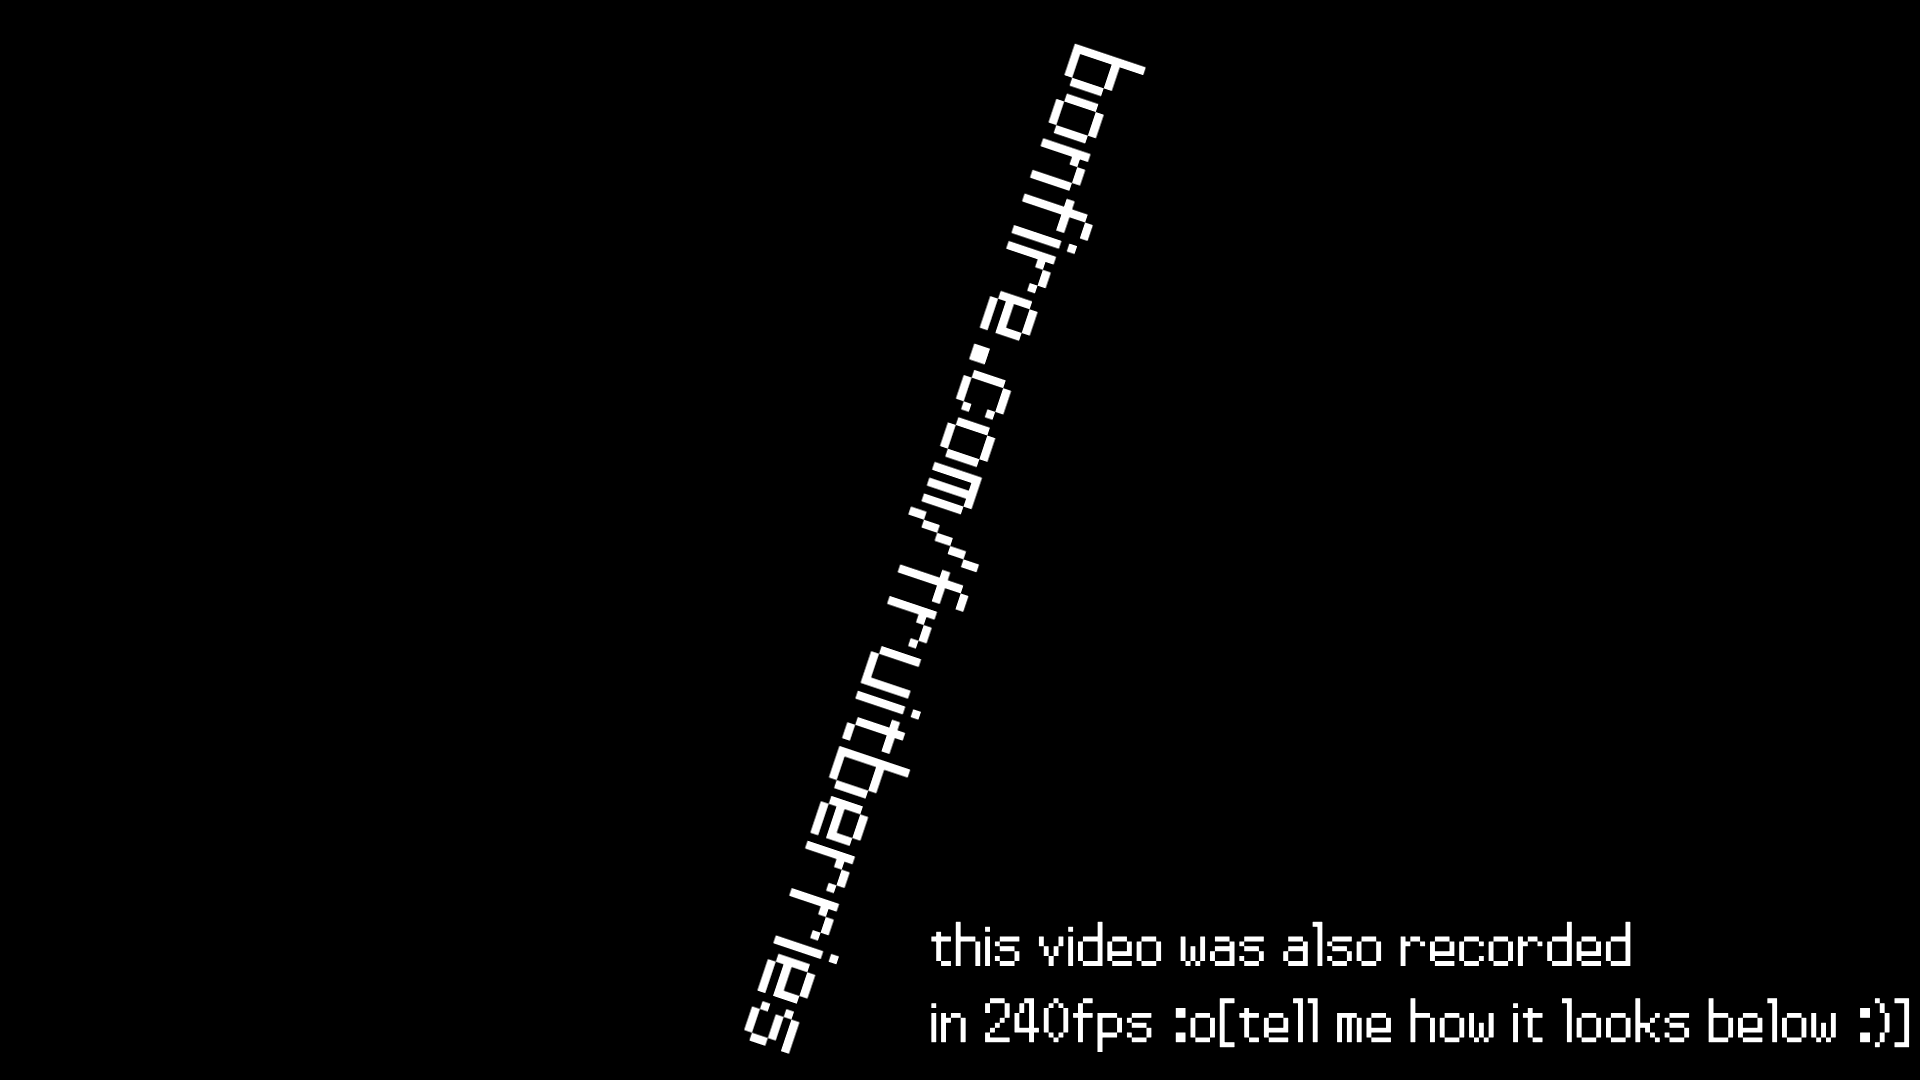 bonfire.com/fruitberries
this video was also recorded
in 240fps :o[tell me how it looks below :)]